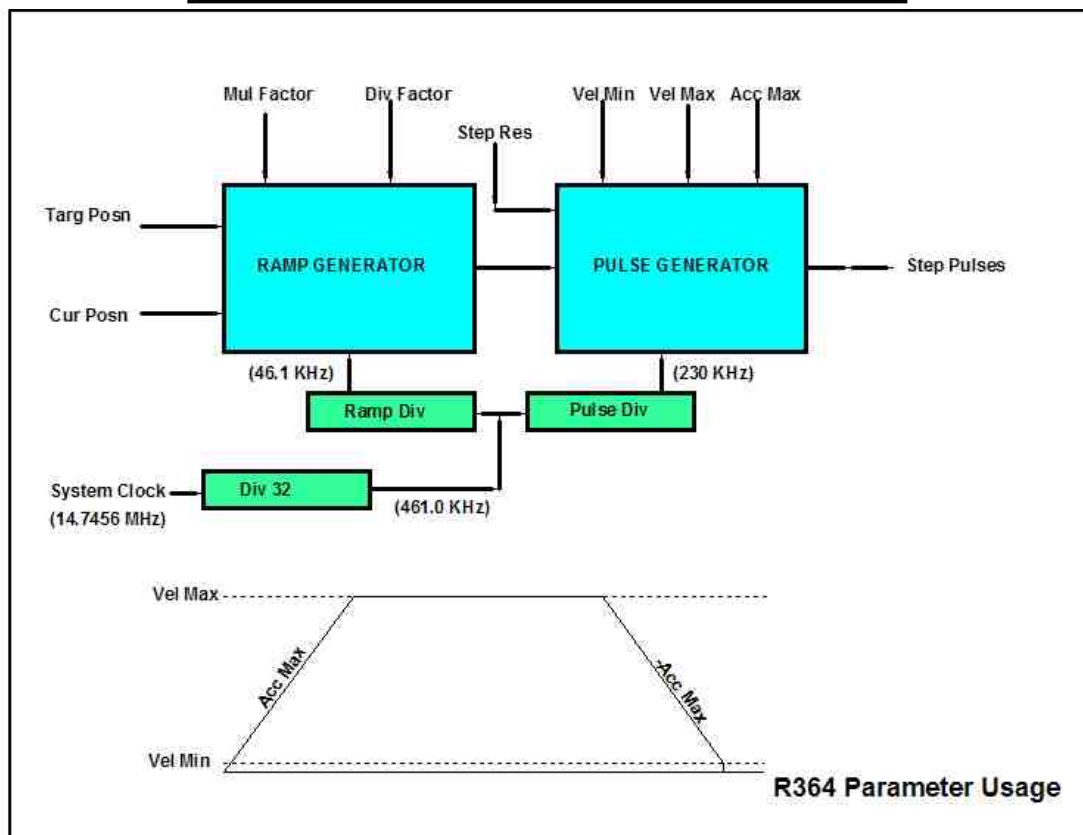 Mul Factor
Div Factor
Vel Min
Vel Max
Acc Max
Step Res
Targ Posn
RAMP GENERATOR
PULSE GENERATOR
Step Pulses
Cur Posn
(46.1 KHz)
(230 KHz)
Ramp Div
Pulse Div
System Clock
(14.7456 MHz)
Div 32
(461.0 KHz)
Vel Max
Acc Max
-Acc Max
Vel Min
R364 Parameter Usage